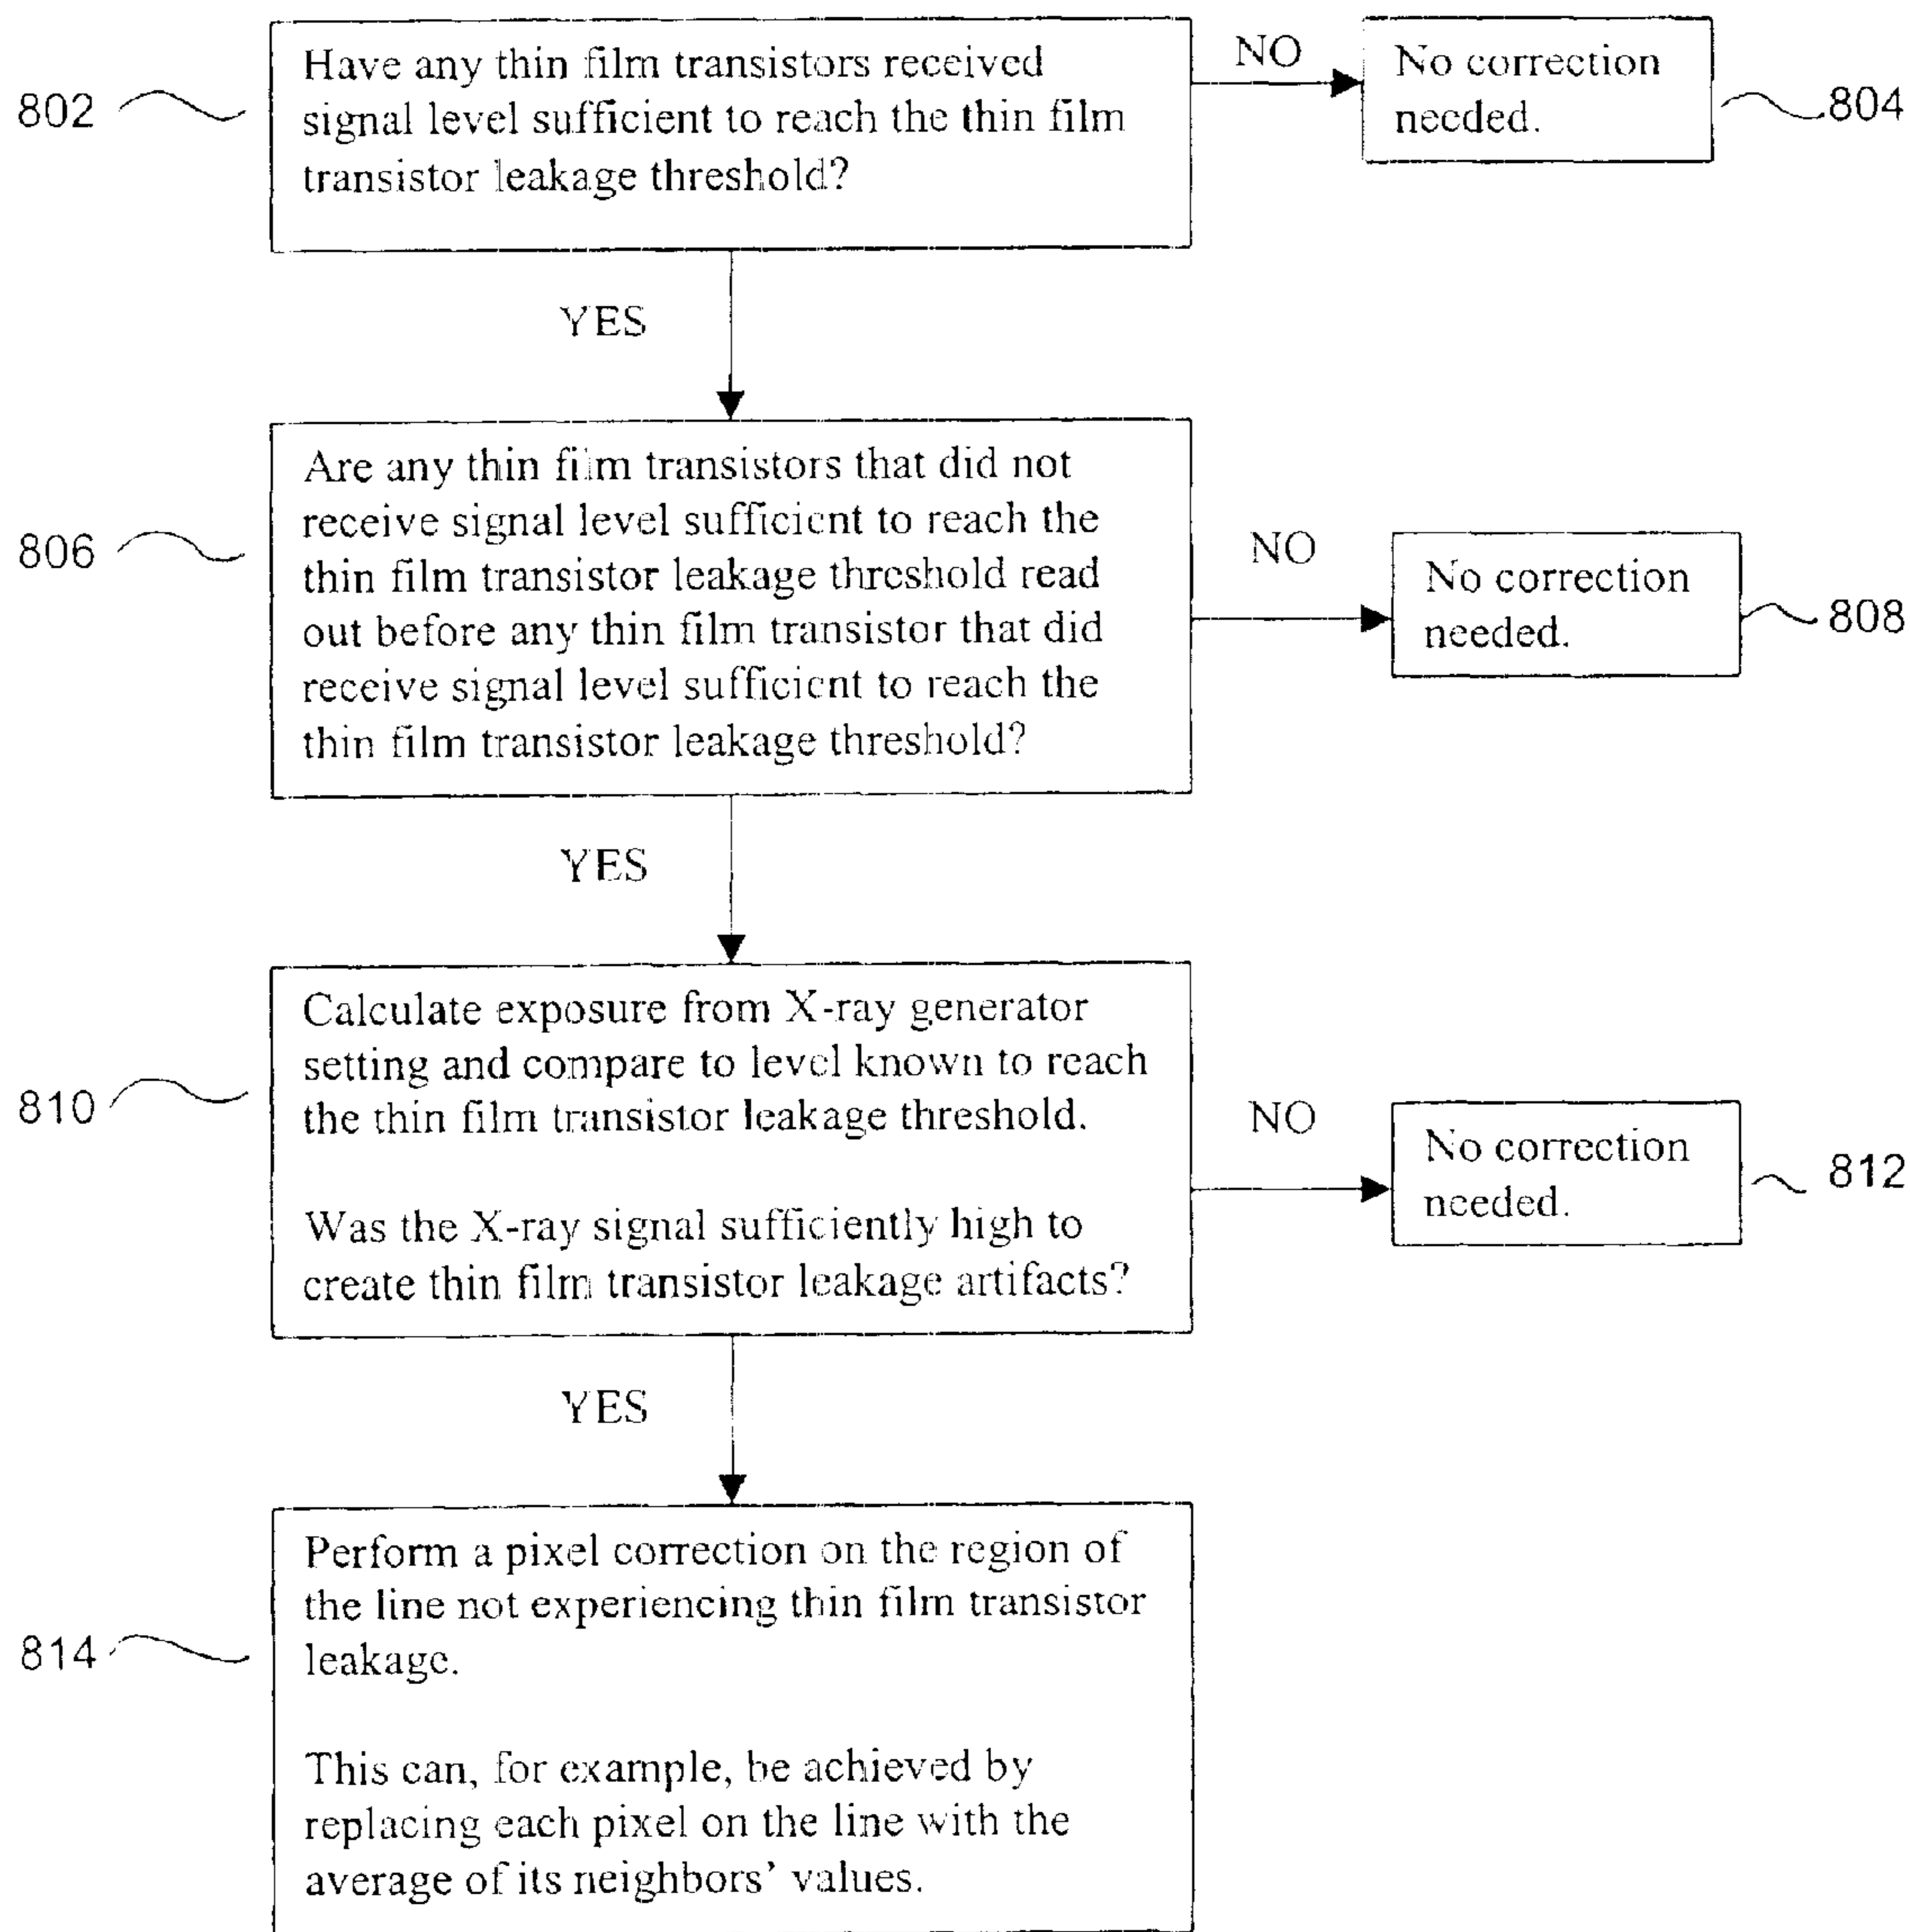 802
Have any thin film transistors received
signal level sufficient to reach the thin film
transistor leakage threshold?
NO
No correction
needed.
804
YES
806
Are any thin film transistors that did not
receive signal level sufficient to reach the
thin film transistor leakage threshold read
out before any thin film transistor that did
receive signal level sufficient to reach the
thin film transistor leakage threshold?
NO
No correction
needed.
808
YES
810
Calculate exposure from X-ray generator
setting and compare to level known to reach
the thin film transistor leakage threshold.
Was the X-ray signal sufficiently high to
create thin film transistor leakage artifacts?
NO
No correction
needed.
812
YES
814
Perform a pixel correction on the region of
the line not experiencing thin film transistor
leakage.
This can, for example, be achieved by
replacing each pixel on the line with the
average of its neighbors' values.